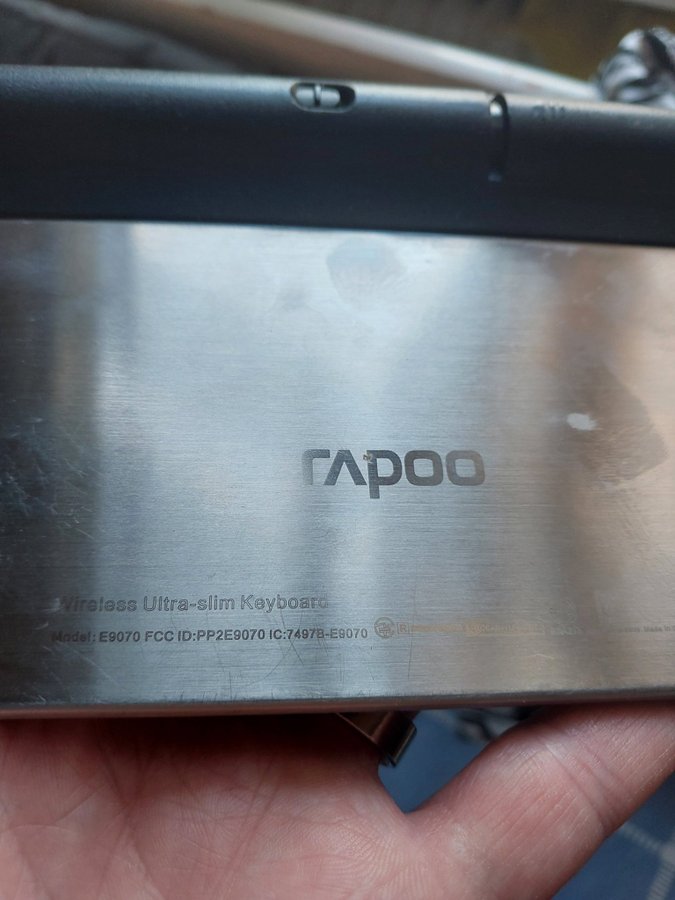 rapoo
Wireless Ultra-slim Keyboard
Model: E9070 FCC ID:PP2E9070 IC:7497B-E9070